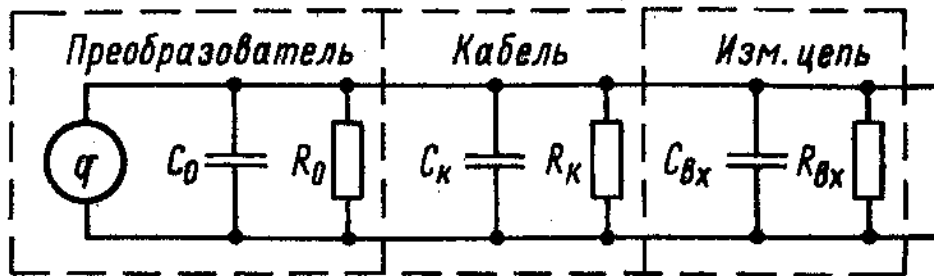 Преобразователь
Кабель
Изм. цепь
q
C₀
R₀
Cк
Rк
Cвх
Rвх